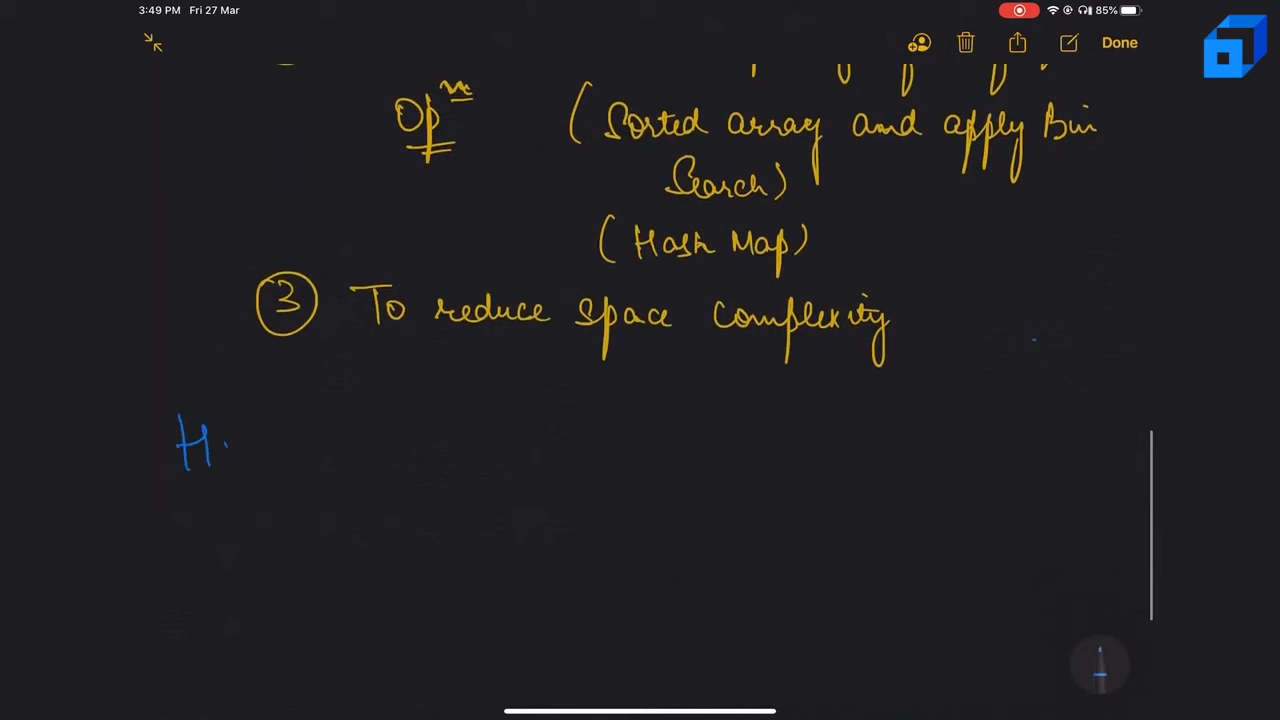 3:49 PM Fri 27 Mar 85%
Done
Opn (Sorted array and apply Bin
Search)
(Hash Map)
3 To reduce space complexity
H